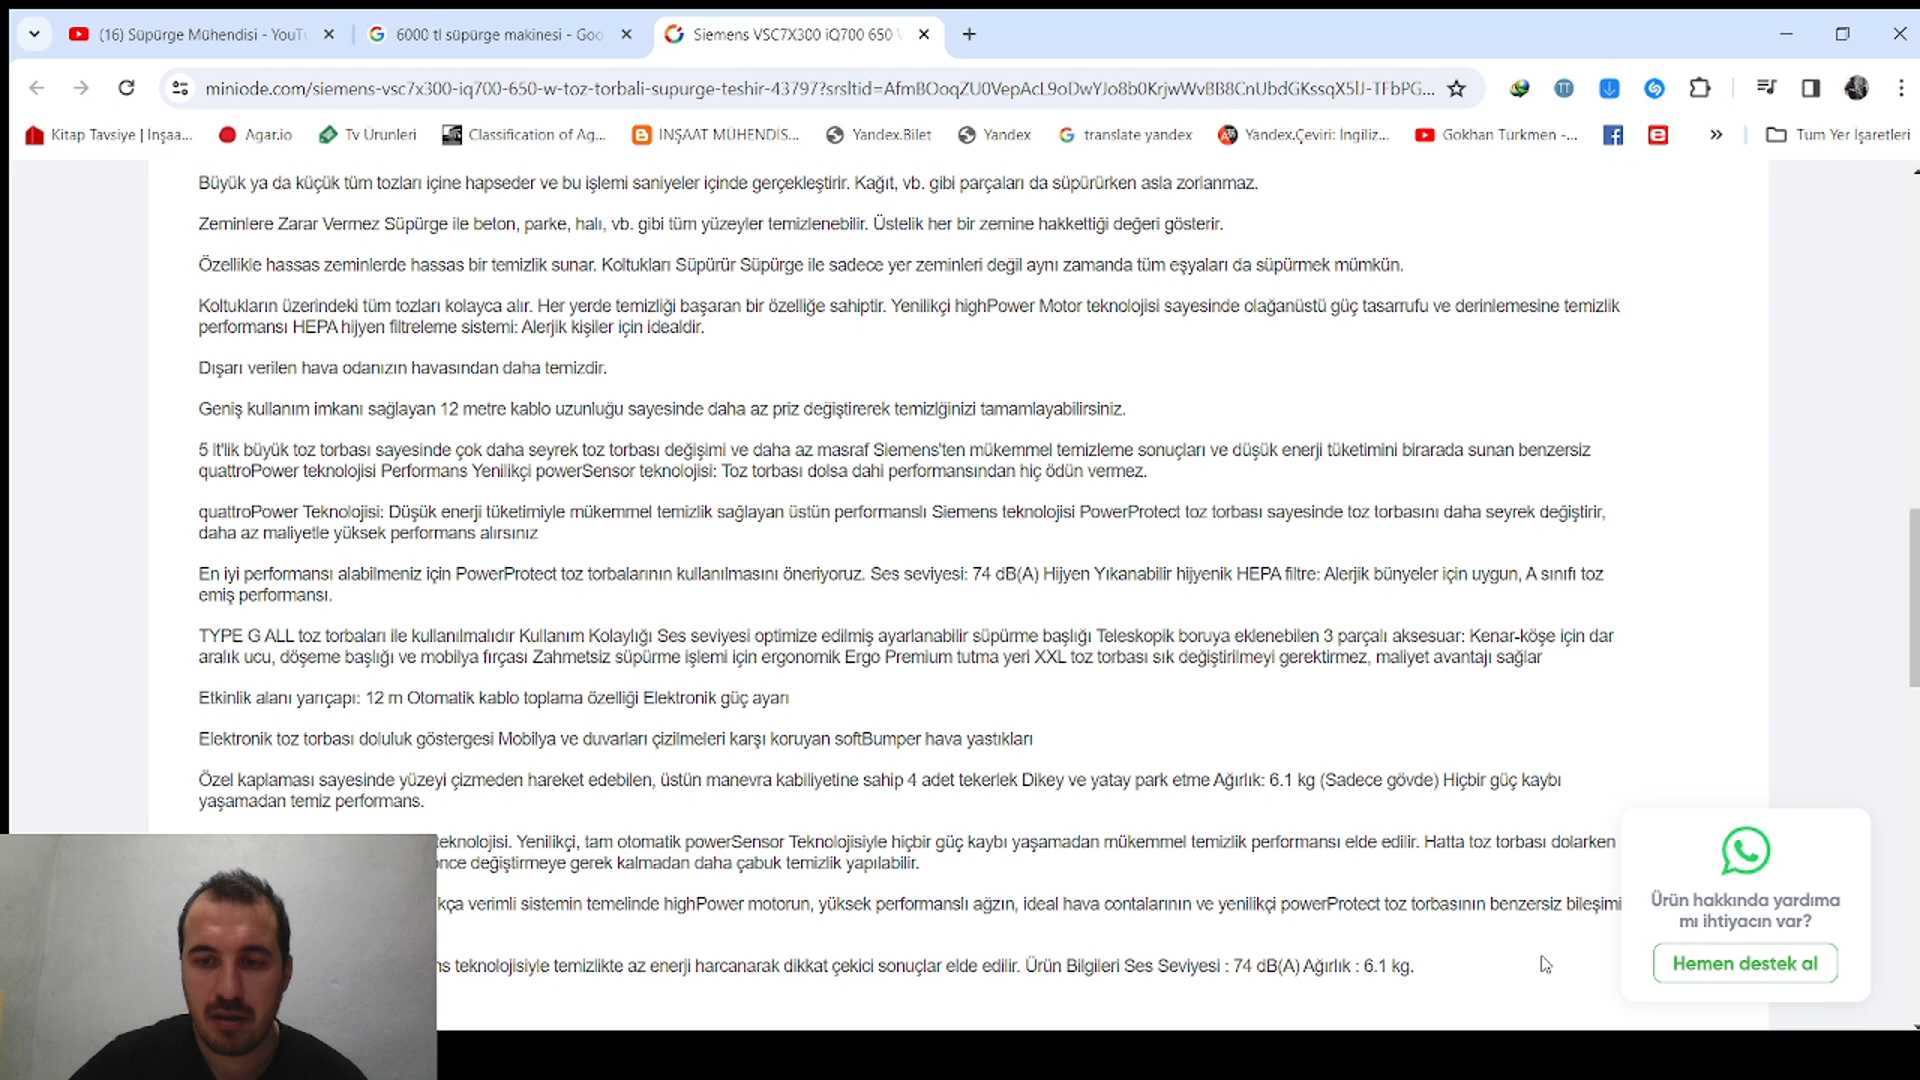 (16) Süpürge Mühendisi - YouTu
6000 tl süpürge makinesi - Goo
Siemens VSC7X300 iQ700 650
miniode.com/siemens-vsc7x300-iq700-650-w-toz-torbali-supurge-teshir-43797?srsltid=AfmBOoqZU0VepAcL9oDwYJo8b0KrjwWvBB8CnUbdGKssqX5lJ-TFbPG...
Kitap Tavsiye | İnşaa...
Agar.io
Tv Ürünleri
Classification of Ag...
İNŞAAT MÜHENDİS...
Yandex.Bilet
Yandex
translate yandex
Yandex.Çeviri: İngiliz...
Gökhan Türkmen -...
Tüm Yer İşaretleri
Büyük ya da küçük tüm tozları içine hapseder ve bu işlemi saniyeler içinde gerçekleştirir. Kağıt, vb. gibi parçaları da süpürürken asla zorlanmaz.
Zeminlere Zarar Vermez Süpürge ile beton, parke, halı, vb. gibi tüm yüzeyler temizlenebilir. Üstelik her bir zemine hakkettiği değeri gösterir.
Özellikle hassas zeminlerde hassas bir temizlik sunar. Koltukları Süpürür Süpürge ile sadece yer zeminleri değil aynı zamanda tüm eşyaları da süpürmek mümkün.
Koltukların üzerindeki tüm tozları kolayca alır. Her yerde temizliği başaran bir özelliğe sahiptir. Yenilikçi highPower Motor teknolojisi sayesinde olağanüstü güç tasarrufu ve derinlemesine temizlik
performansı HEPA hijyen filtreleme sistemi: Alerjik kişiler için idealdir.
Dışarı verilen hava odanızın havasından daha temizdir.
Geniş kullanım imkanı sağlayan 12 metre kablo uzunluğu sayesinde daha az priz değiştirerek temizlğinizi tamamlayabilirsiniz.
5 lt'lik büyük toz torbası sayesinde çok daha seyrek toz torbası değişimi ve daha az masraf Siemens'ten mükemmel temizleme sonuçları ve düşük enerji tüketimini birarada sunan benzersiz
quattroPower teknolojisi Performans Yenilikçi powerSensor teknolojisi: Toz torbası dolsa dahi performansından hiç ödün vermez.
quattroPower Teknolojisi: Düşük enerji tüketimiyle mükemmel temizlik sağlayan üstün performanslı Siemens teknolojisi PowerProtect toz torbası sayesinde toz torbasını daha seyrek değiştirir,
daha az maliyetle yüksek performans alırsınız
En iyi performansı alabilmeniz için PowerProtect toz torbalarının kullanılmasını öneriyoruz. Ses seviyesi: 74 dB(A) Hijyen Yıkanabilir hijyenik HEPA filtre: Alerjik bünyeler için uygun, A sınıfı toz
emiş performansı.
TYPE G ALL toz torbaları ile kullanılmalıdır Kullanım Kolaylığı Ses seviyesi optimize edilmiş ayarlanabilir süpürme başlığı Teleskopik boruya eklenebilen 3 parçalı aksesuar: Kenar-köşe için dar
aralık ucu, döşeme başlığı ve mobilya fırçası Zahmetsiz süpürme işlemi için ergonomik Ergo Premium tutma yeri XXL toz torbası sık değiştirilmeyi gerektirmez, maliyet avantajı sağlar
Etkinlik alanı yarıçapı: 12 m Otomatik kablo toplama özelliği Elektronik güç ayarı
Elektronik toz torbası doluluk göstergesi Mobilya ve duvarları çizilmeleri karşı koruyan softBumper hava yastıkları
Özel kaplaması sayesinde yüzeyi çizmeden hareket edebilen, üstün manevra kabiliyetine sahip 4 adet tekerlek Dikey ve yatay park etme Ağırlık: 6.1 kg (Sadece gövde) Hiçbir güç kaybı
yaşamadan temiz performans.
teknolojisi. Yenilikçi, tam otomatik powerSensor Teknolojisiyle hiçbir güç kaybı yaşamadan mükemmel temizlik performansı elde edilir. Hatta toz torbası dolarken
önce değiştirmeye gerek kalmadan daha çabuk temizlik yapılabilir.
kça verimli sistemin temelinde highPower motorun, yüksek performanslı ağzın, ideal hava contalarının ve yenilikçi powerProtect toz torbasının benzersiz bileşimi
ns teknolojisiyle temizlikte az enerji harcanarak dikkat çekici sonuçlar elde edilir. Ürün Bilgileri Ses Seviyesi : 74 dB(A) Ağırlık : 6.1 kg.
Ürün hakkında yardıma
mı ihtiyacın var?
Hemen destek al